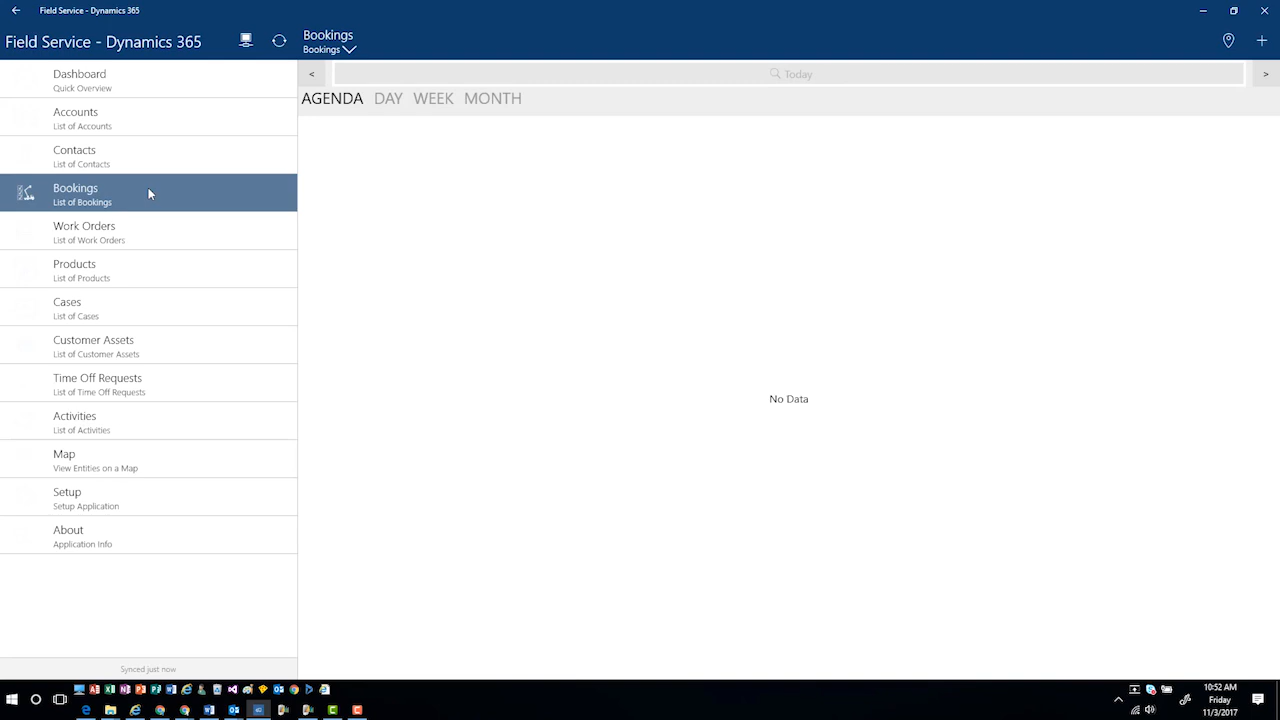 Field Service - Dynamics 365
Field Service - Dynamics 365
Bookings
Bookings
Dashboard
Quick Overview
Accounts
List of Accounts
Contacts
List of Contacts
Bookings
List of Bookings
Work Orders
List of Work Orders
Products
List of Products
Cases
List of Cases
Customer Assets
List of Customer Assets
Time Off Requests
List of Time Off Requests
Activities
List of Activities
Map
View Entities on a Map
Setup
Setup Application
About
Application Info
Synced just now
< Today >
AGENDA DAY WEEK MONTH
No Data
10:52 AM
Friday
11/3/2017